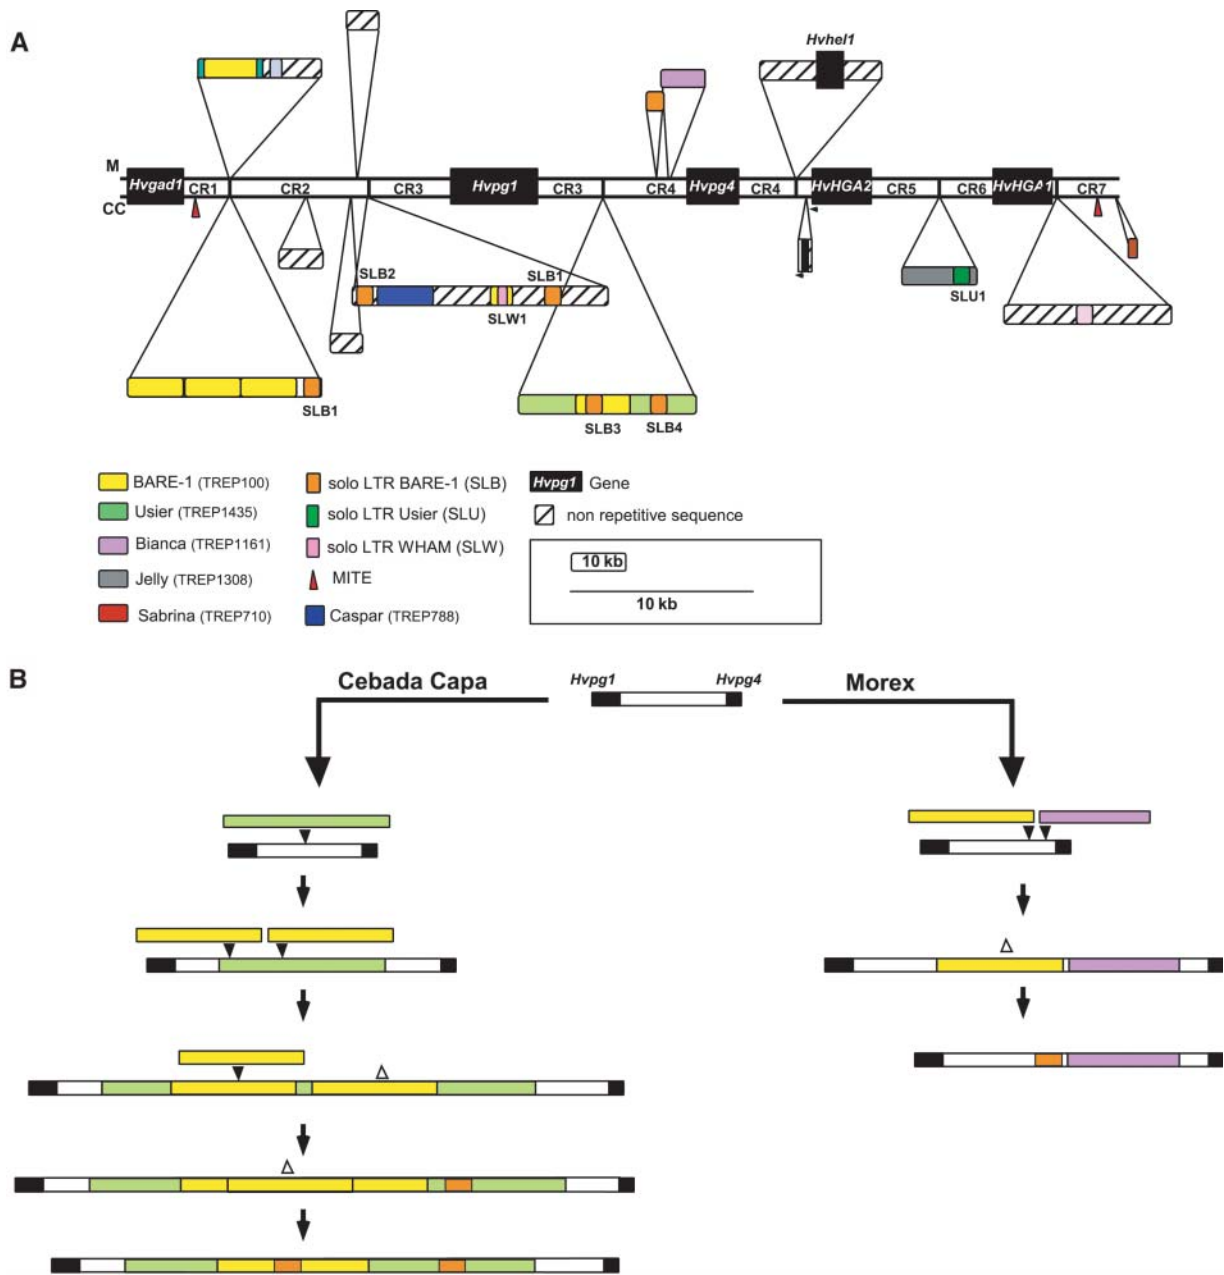 A
Hvhel1
M
Hvgad1 CR1 CR2 CR3 Hvpg1 CR3 CR4 Hvpg4 CR4 HvHGA2 CR5 CR6 HvHGA1 CR7
CC
SLB2 SLB1
SLW1
SLU1
SLB1
SLB3 SLB4
BARE-1 (TREP100) solo LTR BARE-1 (SLB) Hvpg1 Gene
Usier (TREP1435) solo LTR Usier (SLU) non repetitive sequence
Bianca (TREP1161) solo LTR WHAM (SLW)
10 kb
Jelly (TREP1308) MITE
10 kb
Sabrina (TREP710) Caspar (TREP788)
B
Cebada Capa Hvpg1 Hvpg4 Morex